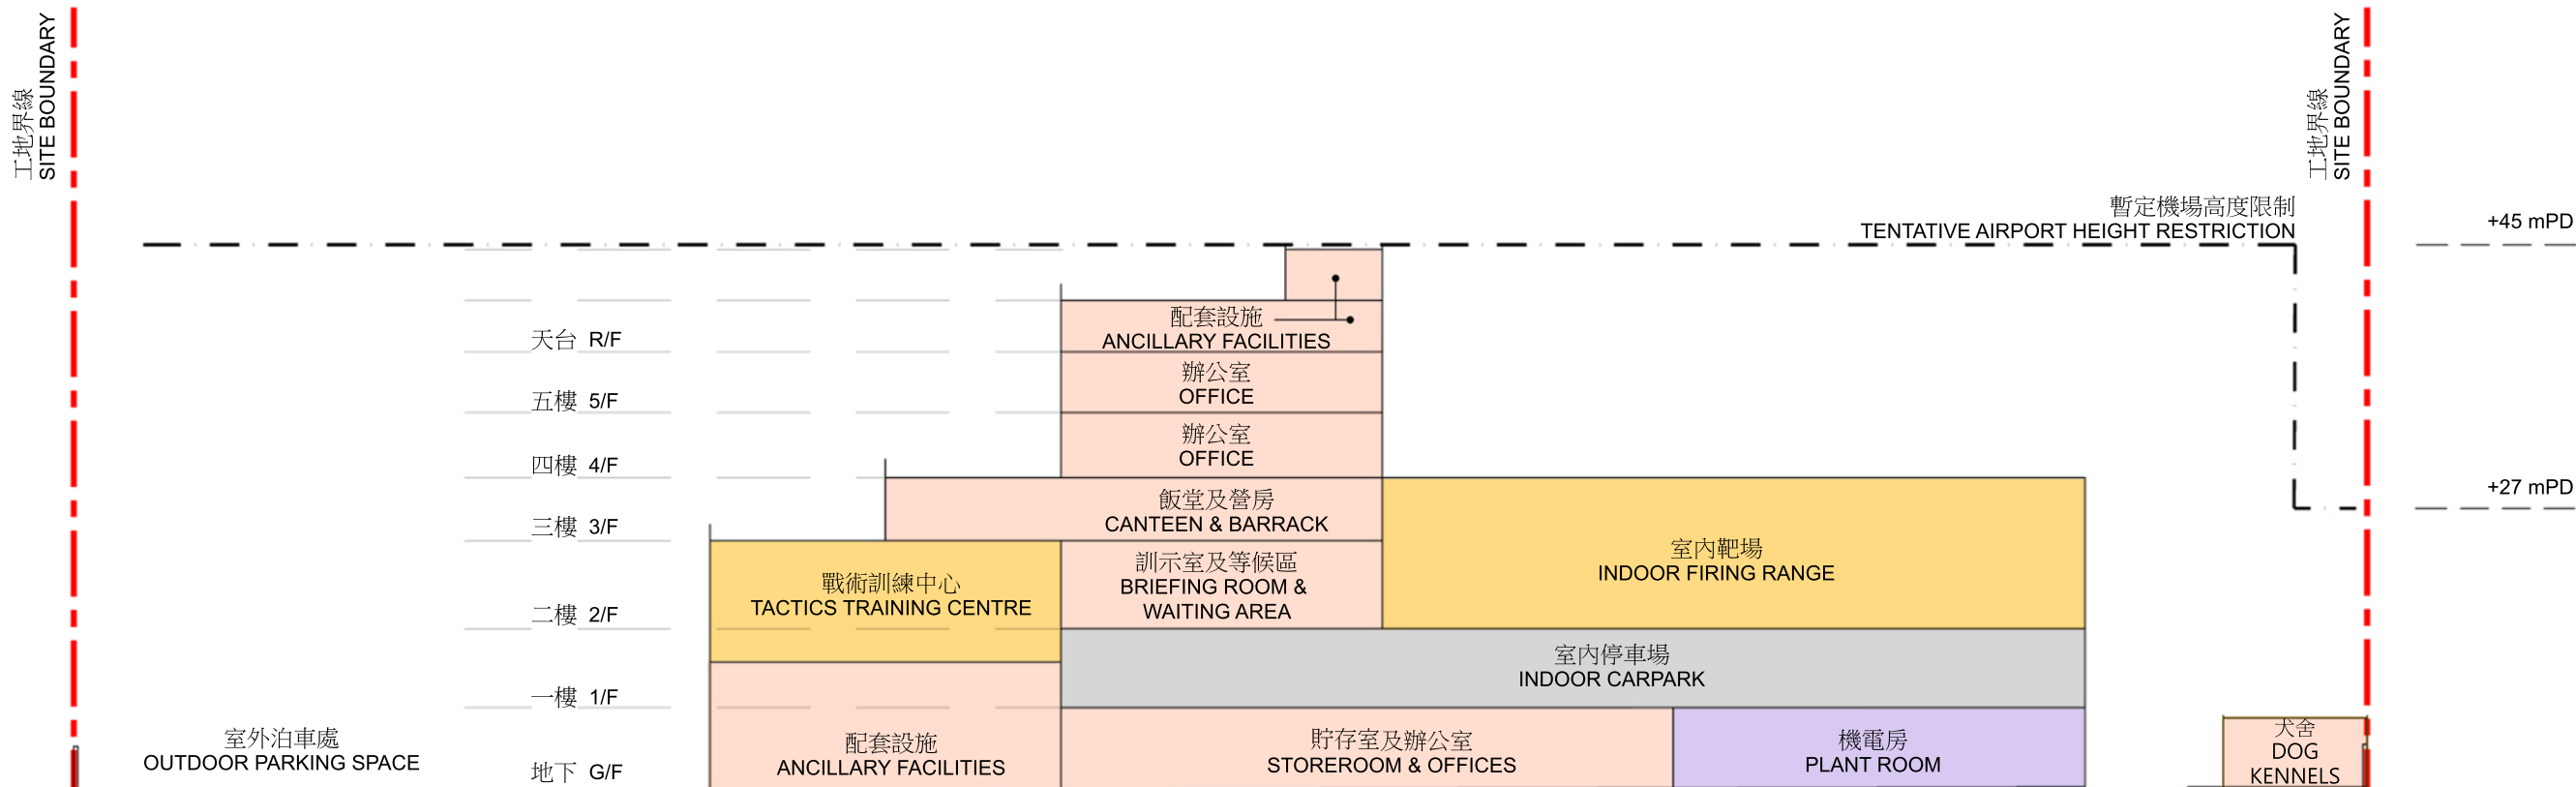 工地界線
SITE BOUNDARY
工地界線
SITE BOUNDARY
暫定機場高度限制
TENTATIVE AIRPORT HEIGHT RESTRICTION
+45 mPD
配套設施
ANCILLARY FACILITIES
天台 R/F
辦公室
OFFICE
五樓 5/F
辦公室
OFFICE
四樓 4/F
+27 mPD
飯堂及營房
CANTEEN & BARRACK
三樓 3/F
室內靶場
INDOOR FIRING RANGE
訓示室及等候區
BRIEFING ROOM &
WAITING AREA
戰術訓練中心
TACTICS TRAINING CENTRE
二樓 2/F
室內停車場
INDOOR CARPARK
一樓 1/F
室外泊車處
OUTDOOR PARKING SPACE
地下 G/F
配套設施
ANCILLARY FACILITIES
貯存室及辦公室
STOREROOM & OFFICES
機電房
PLANT ROOM
犬舍
DOG
KENNELS